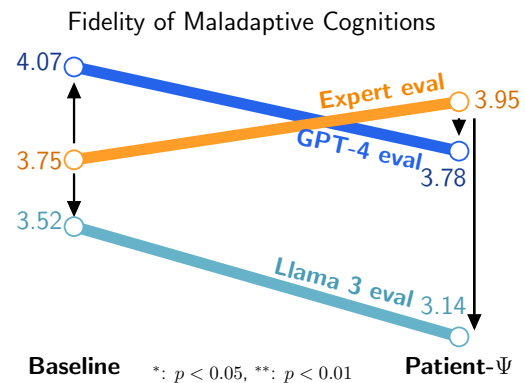 Fidelity of Maladaptive Cognitions
4.07
Expert eval
3.95
GPT-4 eval
3.75
3.78
3.52
Llama 3 eval
3.14
Baseline
*: p < 0.05, **: p < 0.01
Patient-Ψ